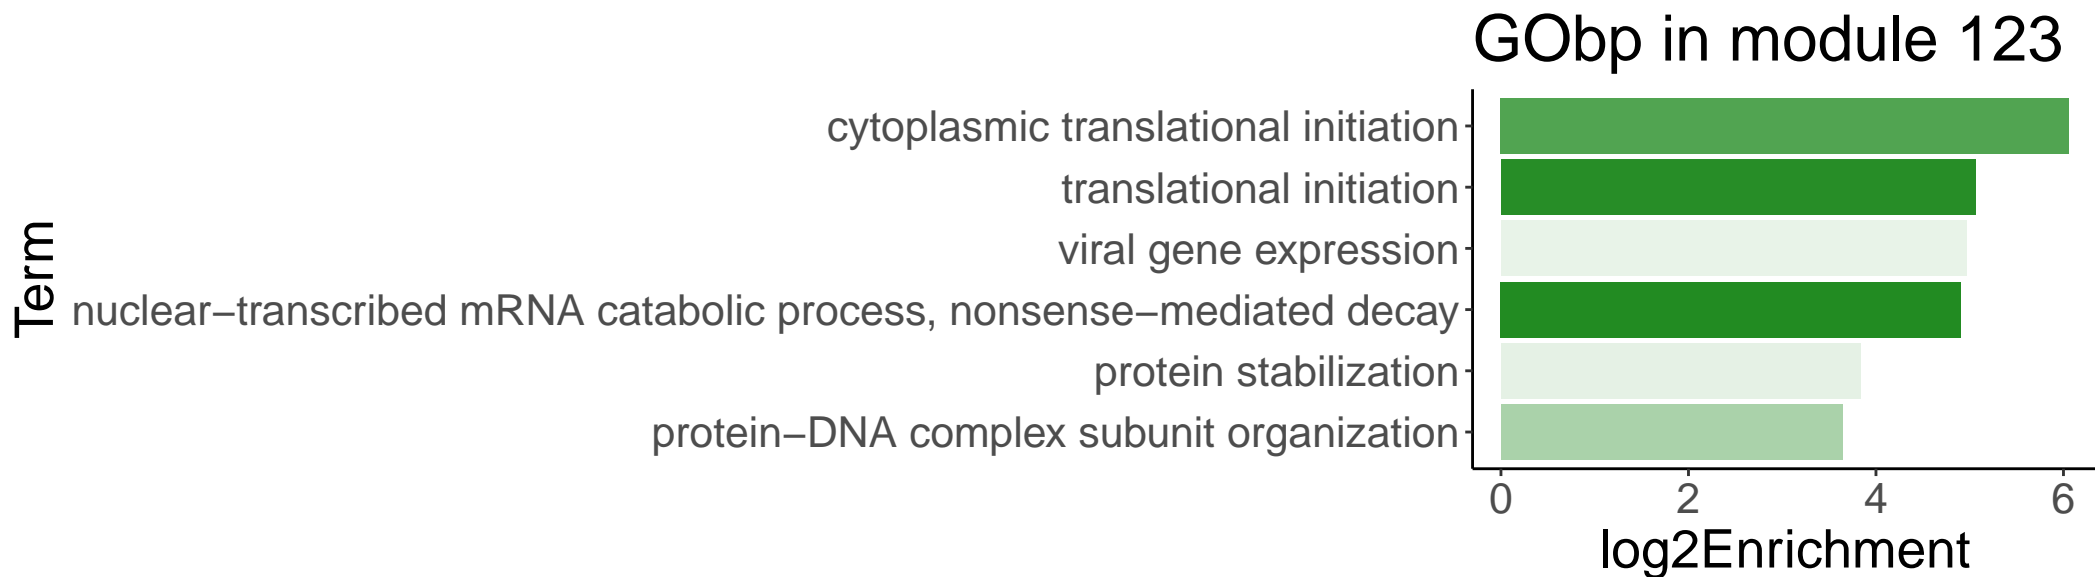 GObp in module 123
cytoplasmic translational initiation
translational initiation
viral gene expression
nuclear−transcribed mRNA catabolic process, nonsense−mediated decay
protein stabilization
protein−DNA complex subunit organization
Term
0 2 4 6
log2Enrichment